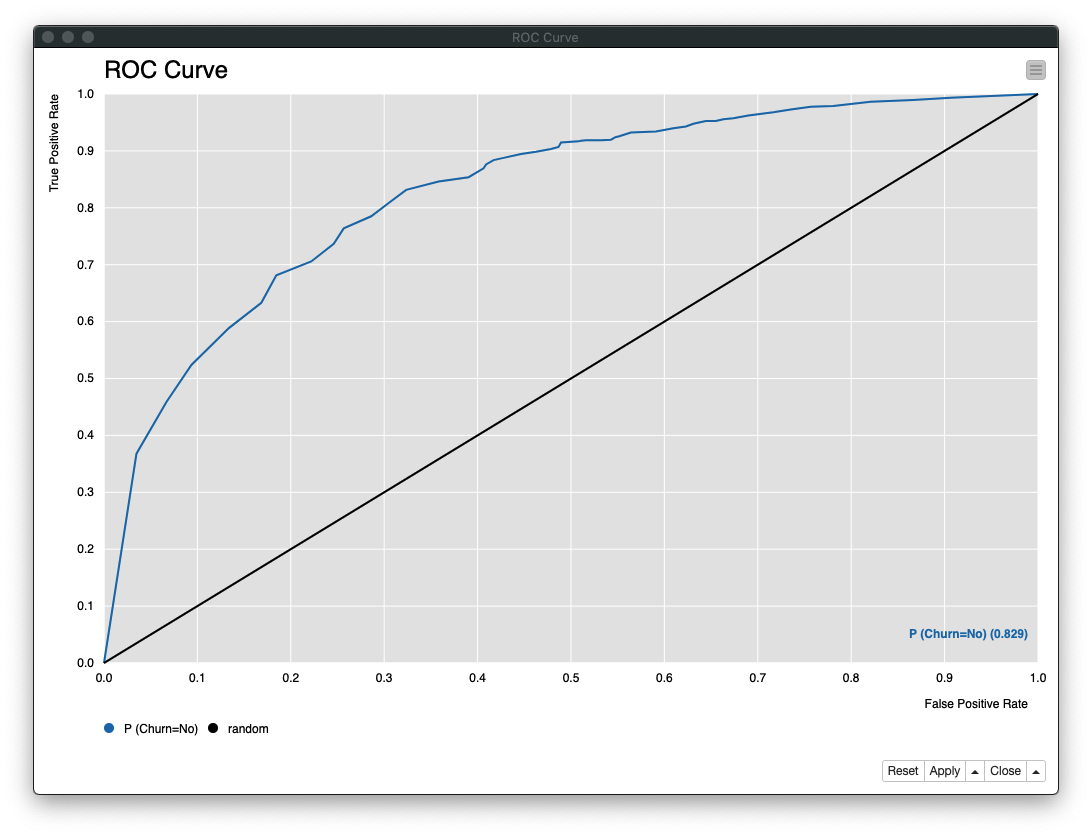 ROC Curve
ROC Curve
True Positive Rate
1.0
0.9
0.8
0.7
0.6
0.5
0.4
0.3
0.2
0.1
0.0
P (Churn=No) (0.829)
0.0 0.1 0.2 0.3 0.4 0.5 0.6 0.7 0.8 0.9 1.0
False Positive Rate
P (Churn=No) random
Reset Apply Close